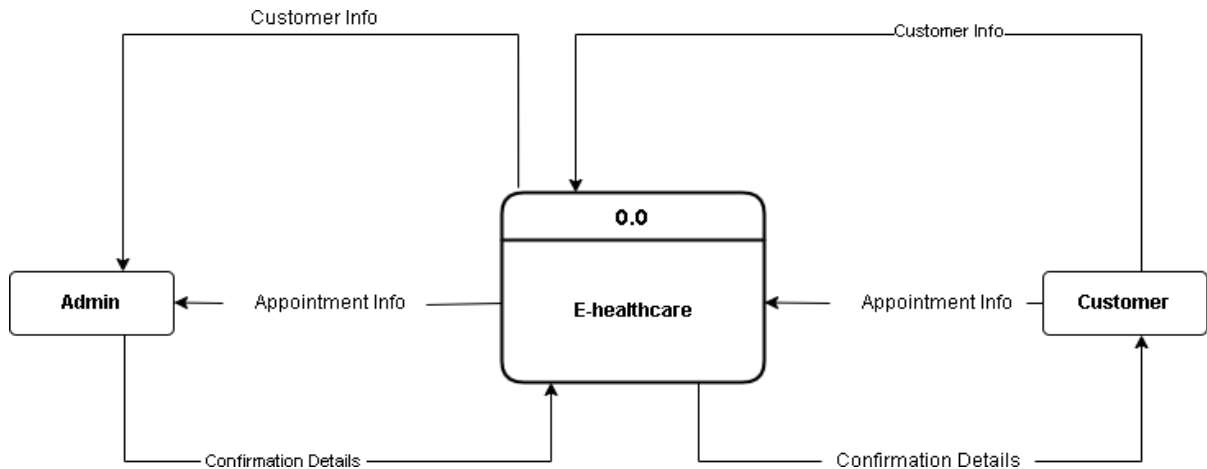 Customer Info
Customer Info
0.0
Admin
Appointment Info
E-healthcare
Appointment Info
Customer
Confirmation Details
Confirmation Details